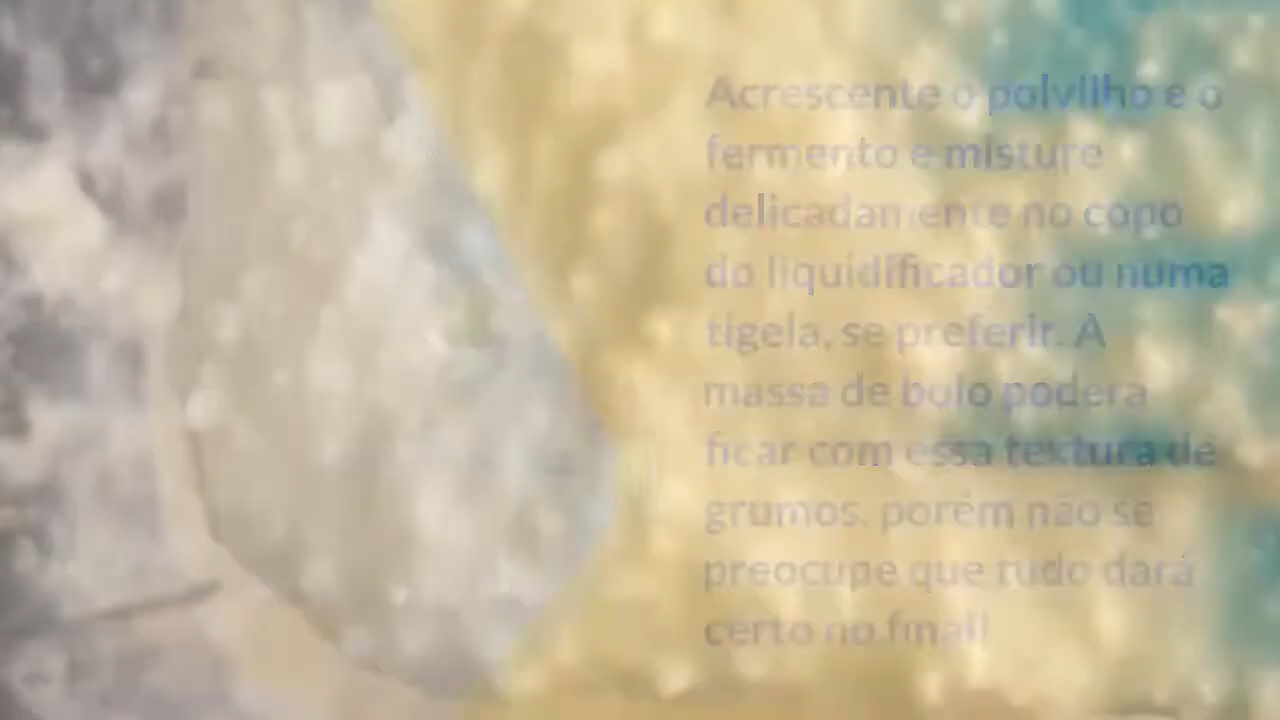 Acrescente o polvilho e o
fermento e misture
delicadamente no copo
do liquidificador ou numa
tigela, se preferir. A
massa de bolo poderá
ficar com essa textura de
grumos, porém não se
preocupe que tudo dará
certo no final!